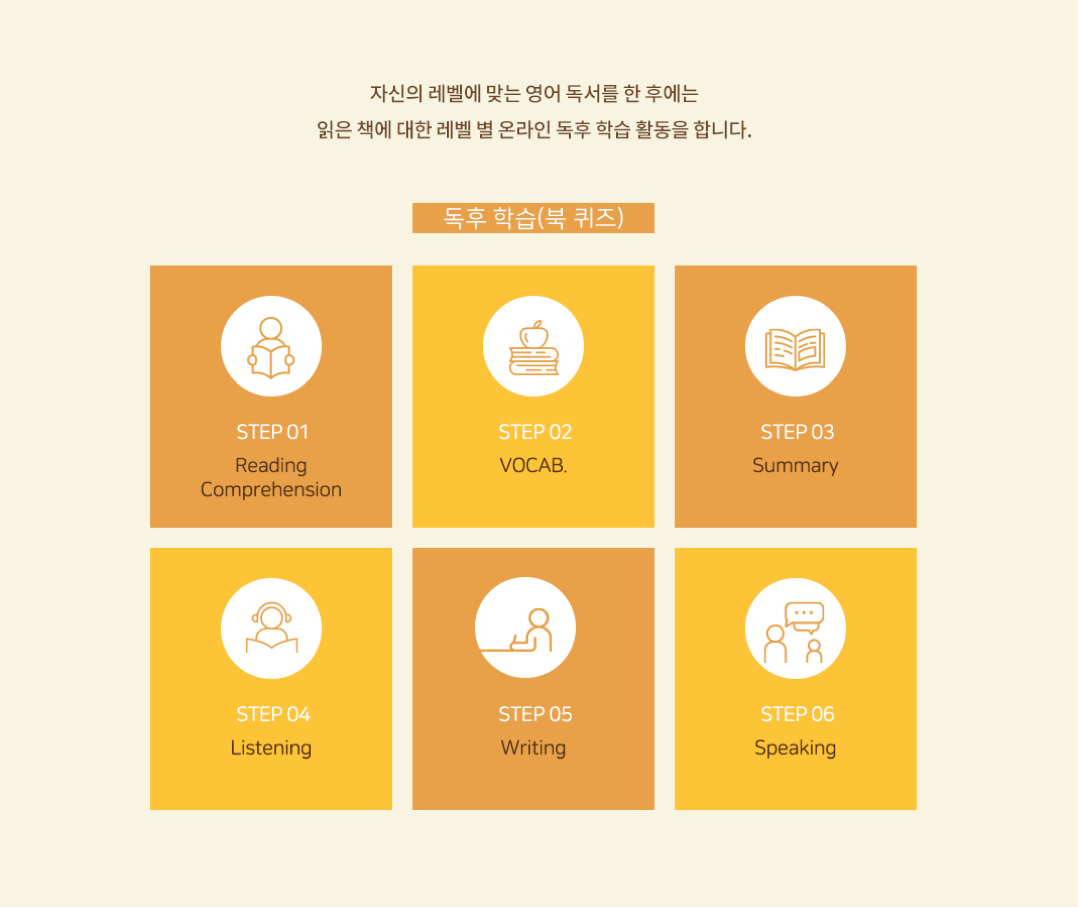 자신의 레벨에 맞는 영어 독서를 한 후에는
읽은 책에 대한 레벨 별 온라인 독후 학습 활동을 합니다.
독후 학습(북 퀴즈)
STEP 01
Reading
Comprehension
STEP 02
VOCAB.
STEP 03
Summary
STEP 04
Listening
STEP 05
Writing
STEP 06
Speaking